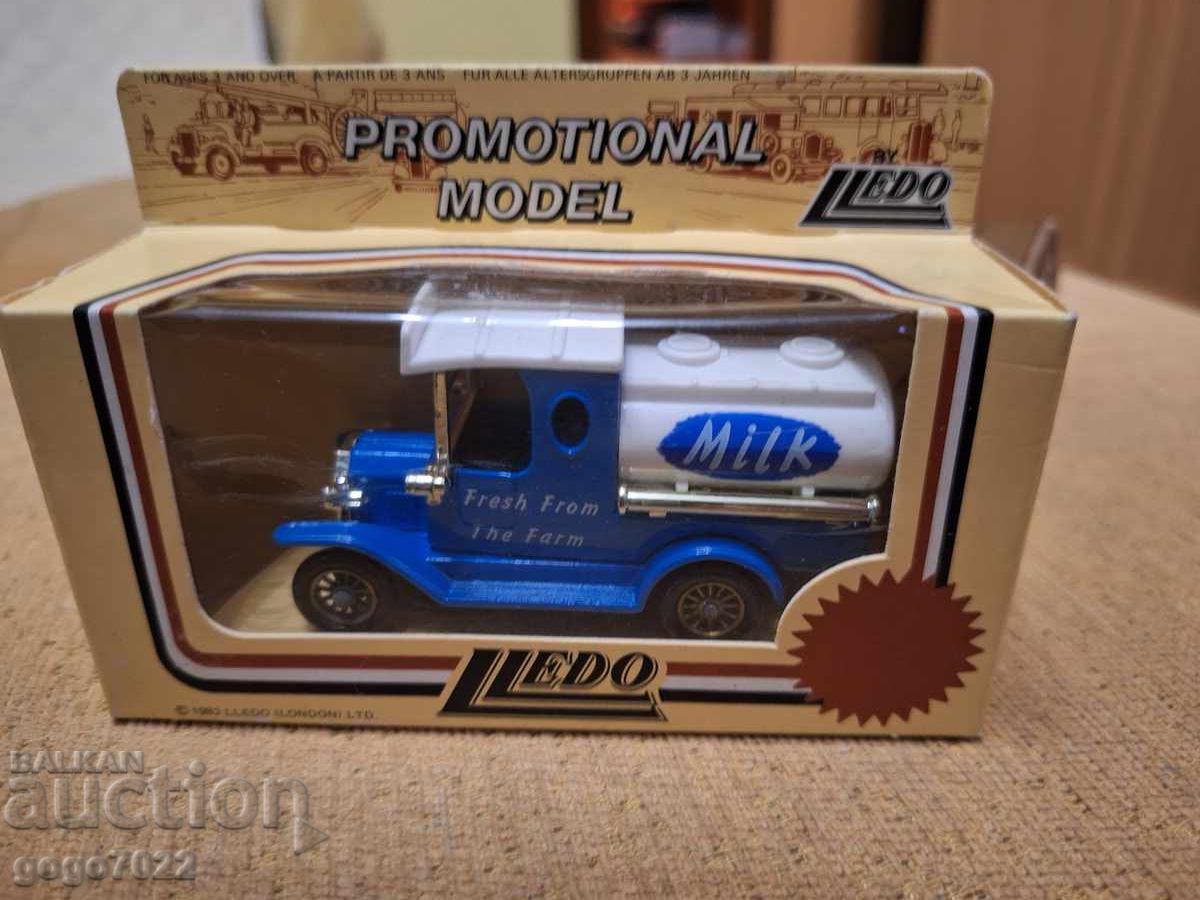 FOR AGES 3 AND OVER. A PARTIR DE 3 ANS FUR ALLE ALTERSGRUPPEN AB 3 JAHREN
PROMOTIONAL
MODEL
BY
LLEDO
Milk
Fresh From
The Farm
LLEDO
© 1983 LLEDO (LONDON) LTD.
BALKAN
auction
gogo7022